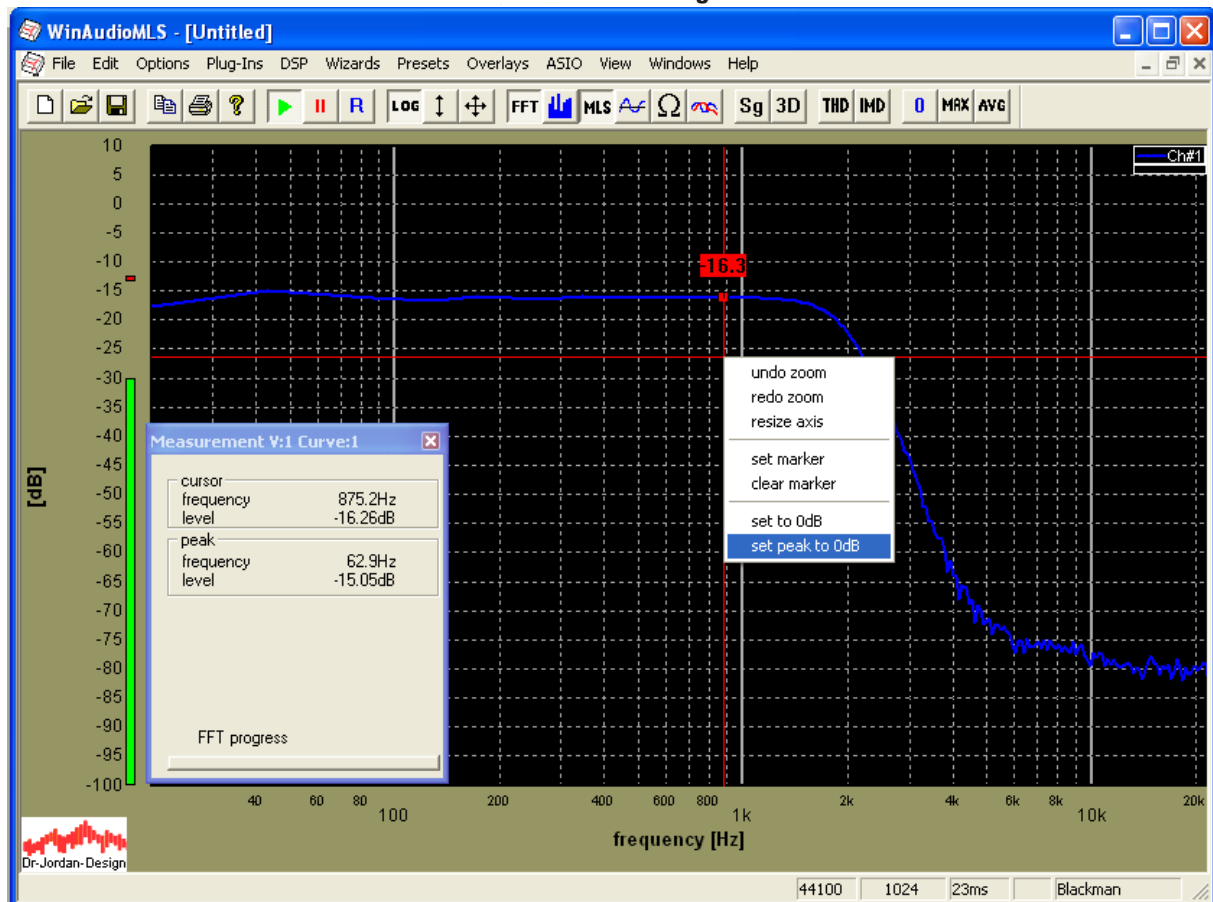 WinAudioMLS - [Untitled]
File Edit Options Plug-Ins DSP Wizards Presets Overlays ASIO View Windows Help
R LOG FFT MLS Ω Sg 3D THD IMD 0 MAX AVG
Ch#1
10
5
0
-5
-10
-15
-20
-25
-30
-35
-40
-45
-50
-55
-60
-65
-70
-75
-80
-85
-90
-95
-100
[dB]
-16.3
undo zoom
redo zoom
resize axis
set marker
clear marker
set to 0dB
set peak to 0dB
Measurement V:1 Curve:1
cursor
frequency 875.2Hz
level -16.26dB
peak
frequency 62.9Hz
level -15.05dB
FFT progress
40 60 80 100 200 400 600 800 1k 2k 4k 6k 8k 10k 20k
frequency [Hz]
Dr-Jordan-Design
44100 1024 23ms Blackman